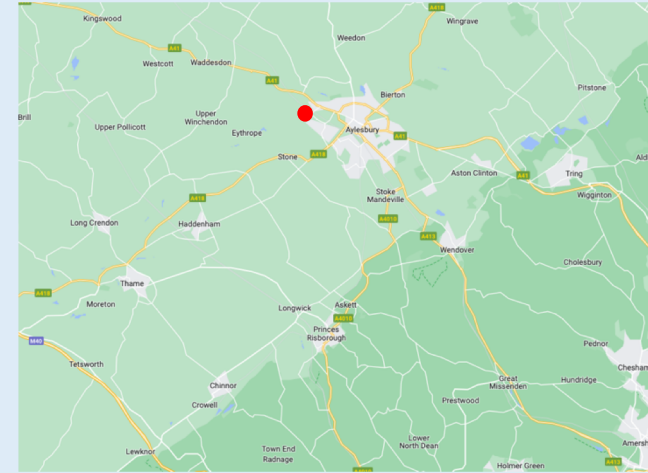 Kingswood
A418
Wingrave
Weedon
A41
Westcott
Waddesdon
A41
Pitstone
Bierton
Brill
Upper
Winchendon
Upper Pollicott
Eythrope
Aylesbury
A41
Stone
A418
Ald
Aston Clinton
A41
Tring
Wigginton
Stoke
Mandeville
A418
A4010
Long Crendon
Haddenham
A413
Wendover
Cholesbury
Thame
A418
Moreton
Longwick
Askett
A4010
Princes
Risborough
M40
Pednor
Tetsworth
Chesham
Great
Missenden
Hundridge
Chinnor
Crowell
Prestwood
Lower
North Dean
Amersh
Lewknor
Town End
Radnage
Holmer Green
A413